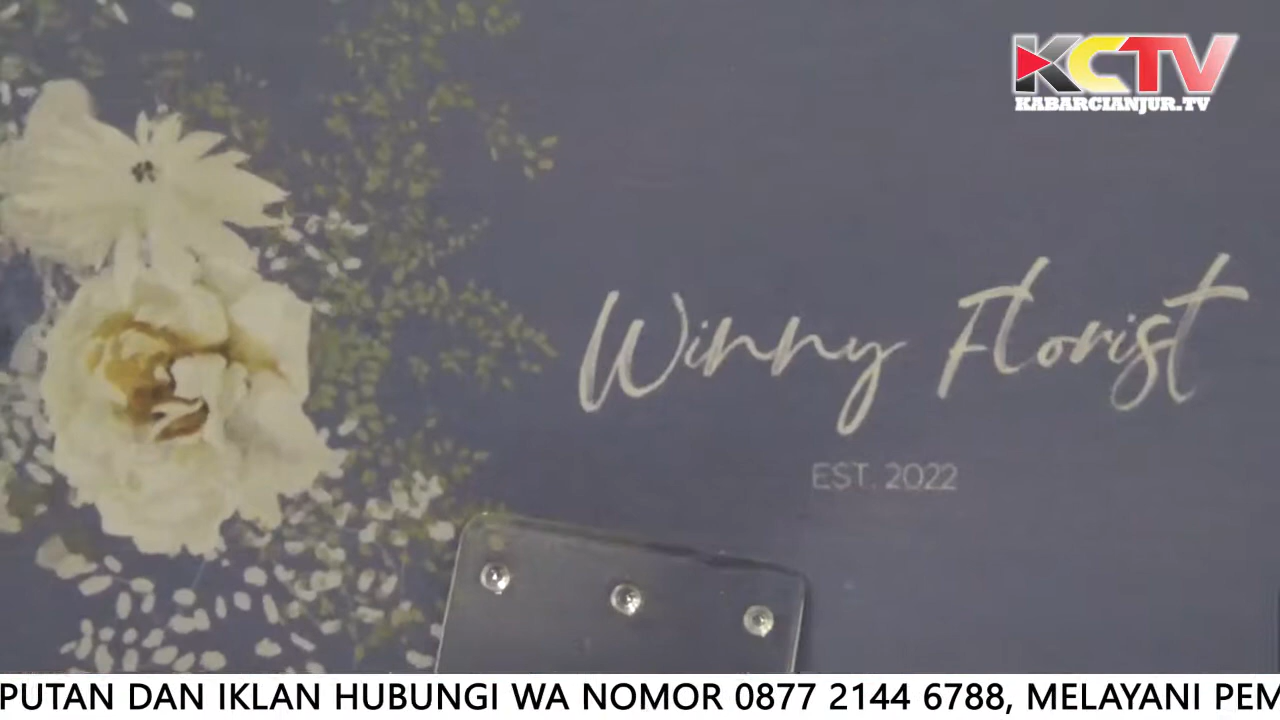 KCTV
KABARCIANJUR.TV
Winny Florist
EST. 2022
PUTAN DAN IKLAN HUBUNGI WA NOMOR 0877 2144 6788, MELAYANI PEM